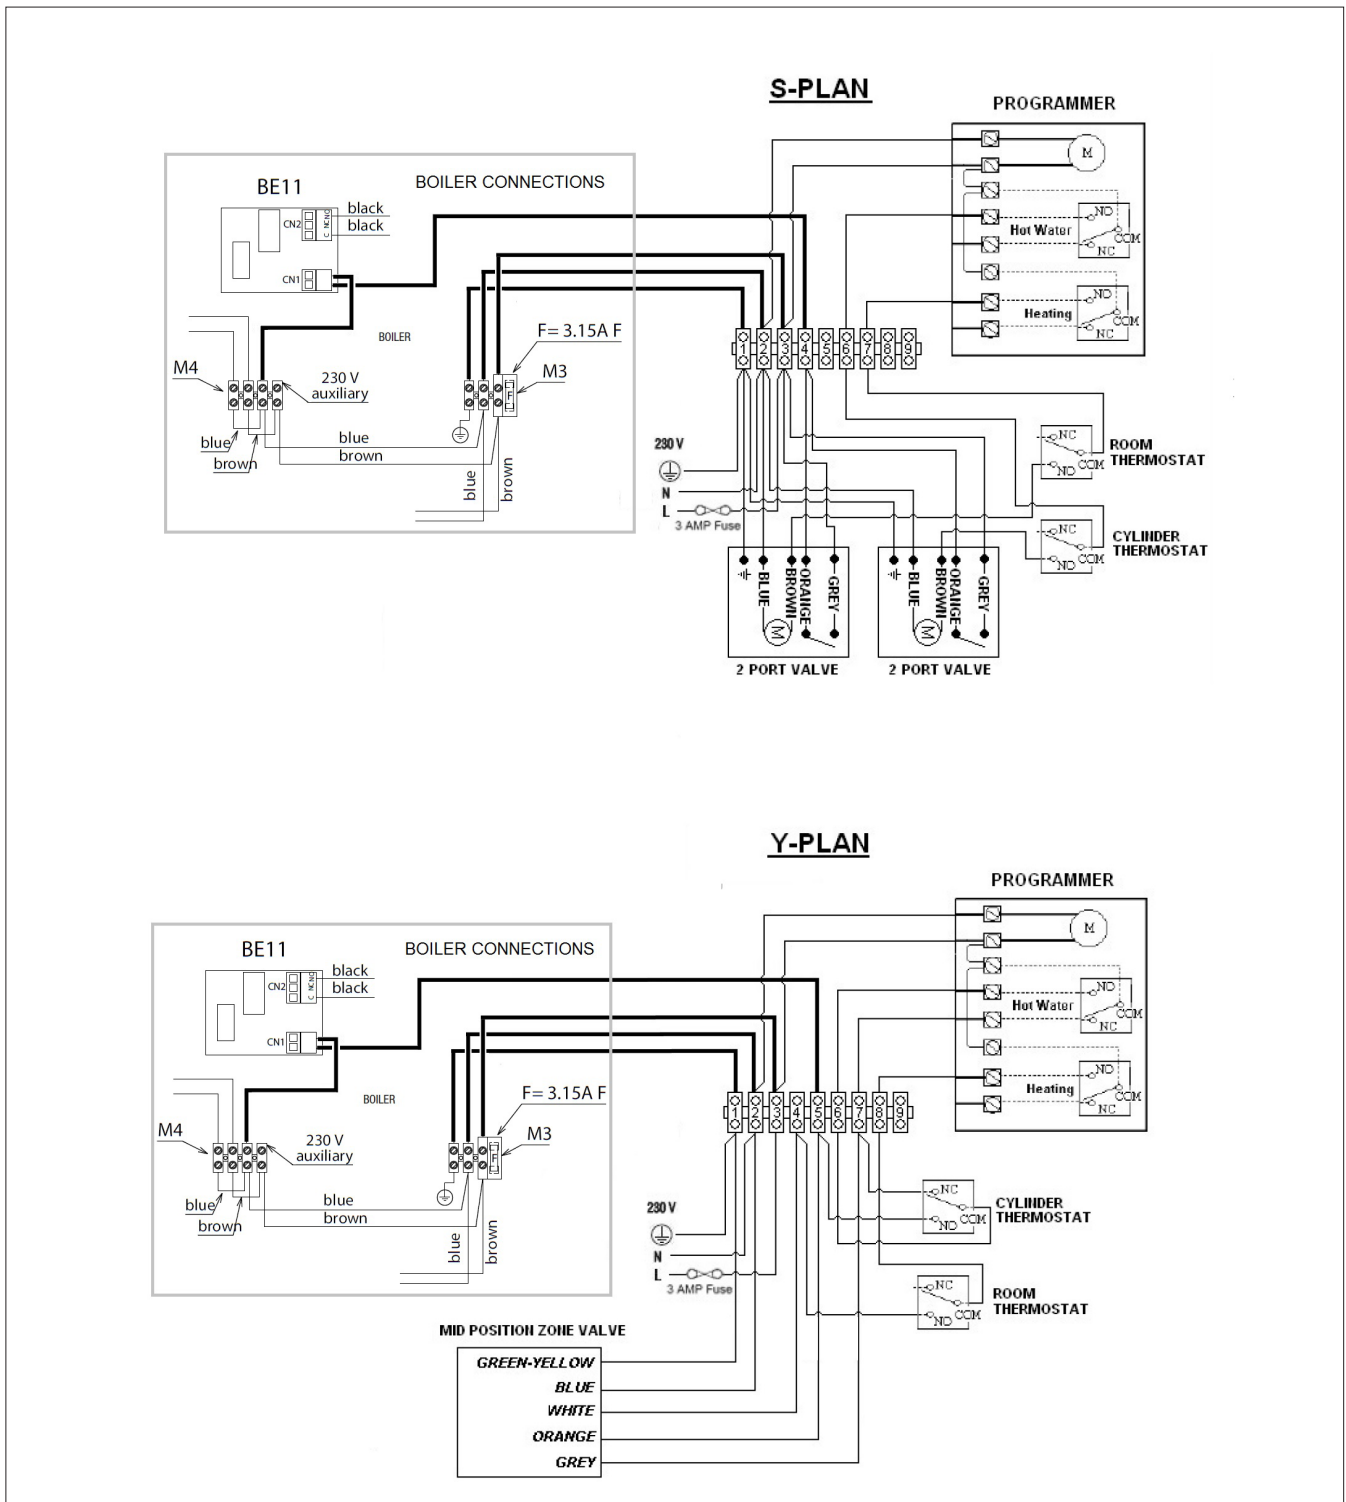 S-PLAN
PROGRAMMER
M
NO
Hot Water
COM
NC
NO
Heating
COM
NC
BE11
BOILER CONNECTIONS
black
CN2
C NC NO
black
CN1
BOILER
F= 3.15A F
M4
230 V
auxiliary
M3
F
blue
brown
blue
brown
blue
brown
1 2 3 4 5 6 7 8 9
230 V
N
L
3 AMP Fuse
NC
NO
COM
ROOM
THERMOSTAT
NC
NO
COM
CYLINDER
THERMOSTAT
BLUE
BROWN
ORANGE
GREY
M
2 PORT VALVE
BLUE
BROWN
ORANGE
GREY
M
2 PORT VALVE
Y-PLAN
PROGRAMMER
M
NO
Hot Water
COM
NC
NO
Heating
COM
NC
BE11
BOILER CONNECTIONS
black
CN2
C NC NO
black
CN1
BOILER
F= 3.15A F
M4
230 V
auxiliary
M3
F
blue
brown
blue
brown
blue
brown
1 2 3 4 5 6 7 8 9
230 V
N
L
3 AMP Fuse
NC
NO
COM
CYLINDER
THERMOSTAT
NC
NO
COM
ROOM
THERMOSTAT
MID POSITION ZONE VALVE
GREEN-YELLOW
BLUE
WHITE
ORANGE
GREY